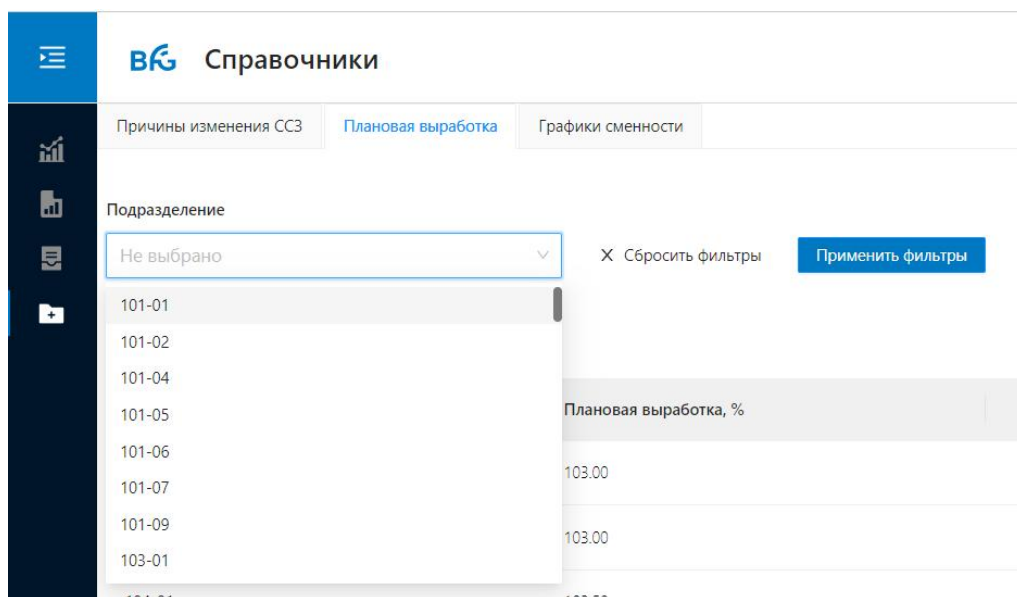 BFG Справочники
Причины изменения ССЗ Плановая выработка Графики сменности
Подразделение
Не выбрано X Сбросить фильтры Применить фильтры
101-01
101-02
101-04
101-05
Плановая выработка, %
101-06
103.00
101-07
101-09
103.00
103-01